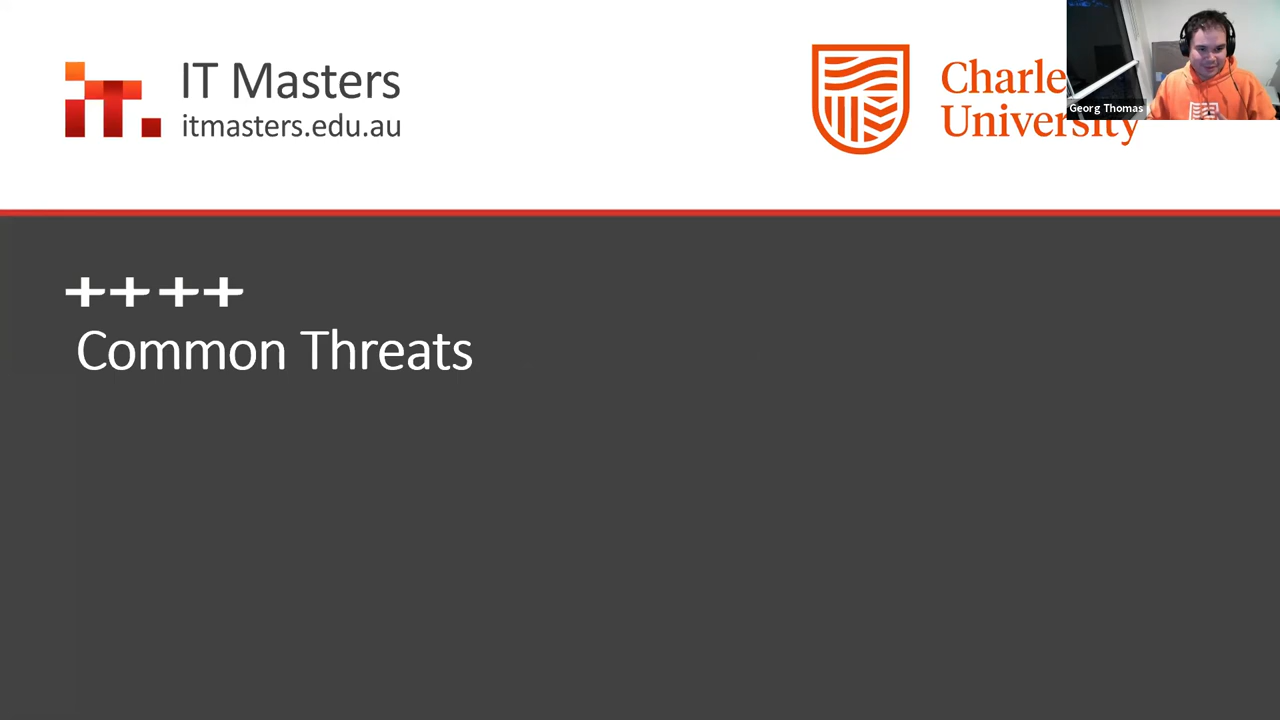 IT Masters
itmasters.edu.au
Charle
University
Georg Thomas
++++
Common Threats